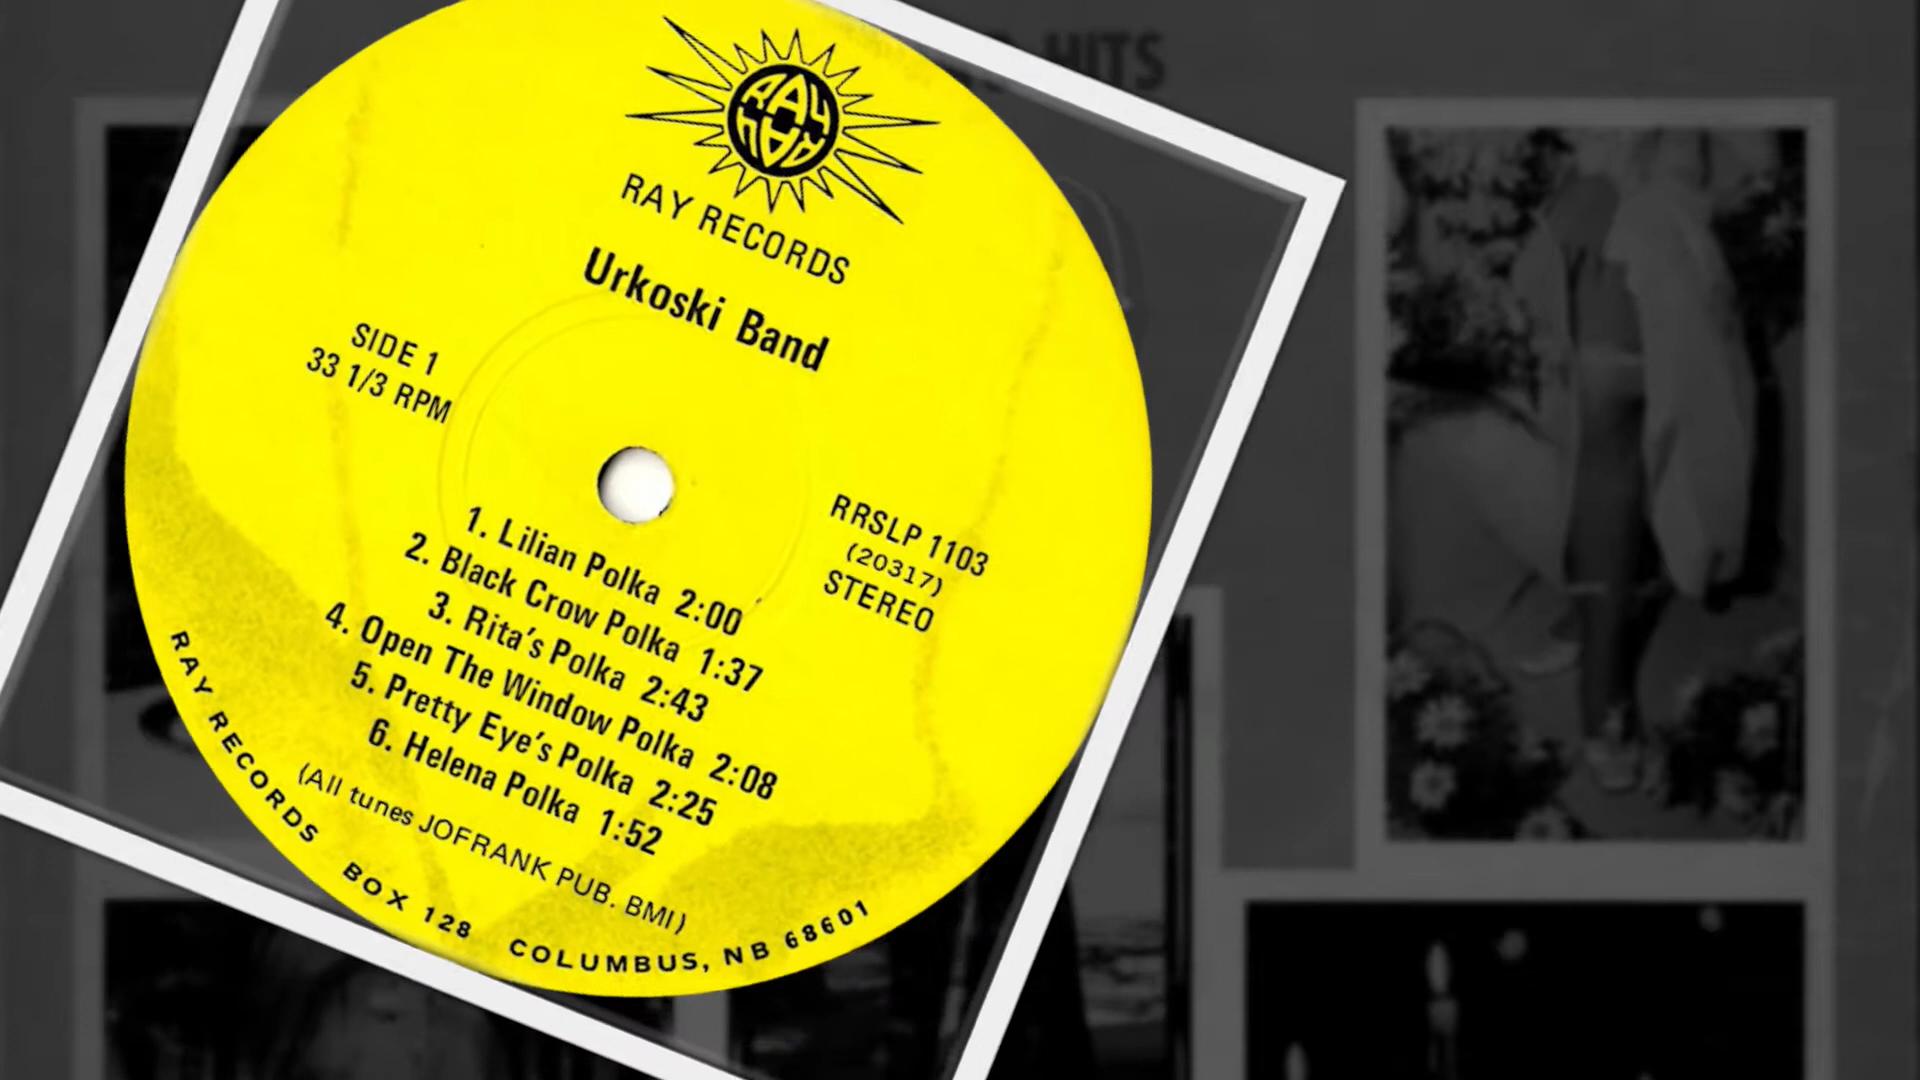 HITS
RAY
RAY
RAY RECORDS
Urkoski Band
SIDE 1
33 1/3 RPM
RRSLP 1103
(20317)
STEREO
1. Lilian Polka 2:00
2. Black Crow Polka 1:37
3. Rita's Polka 2:43
4. Open The Window Polka 2:08
5. Pretty Eye's Polka 2:25
6. Helena Polka 1:52
(All tunes JOFRANK PUB. BMI)
RAY RECORDS BOX 128 COLUMBUS, NB 68601